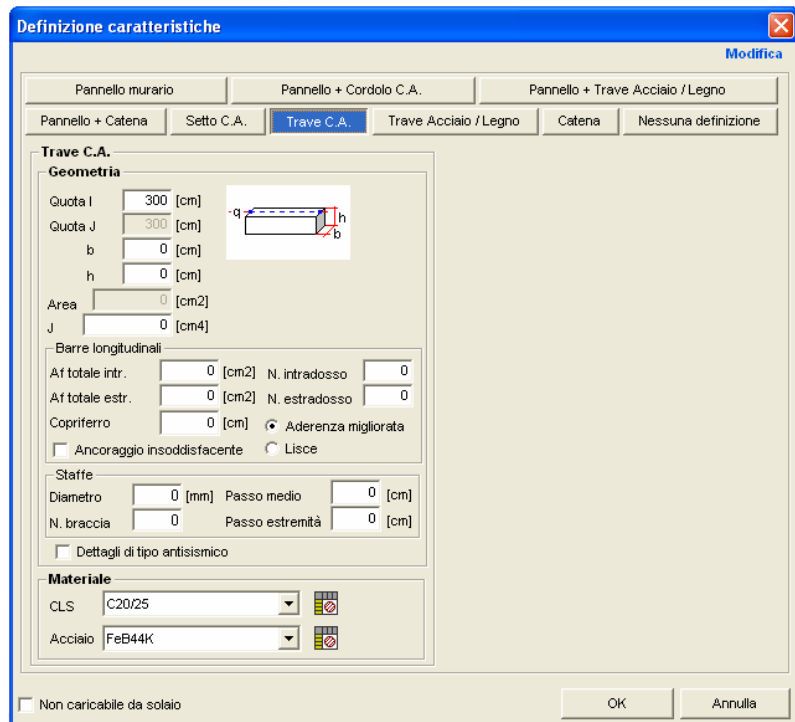 Definizione caratteristiche
Modifica
Pannello murario Pannello + Cordolo C.A. Pannello + Trave Acciaio / Legno
Pannello + Catena Setto C.A. Trave C.A. Trave Acciaio / Legno Catena Nessuna definizione
Trave C.A.
Geometria
Quota I 300 [cm]
Quota J 300 [cm]
b 0 [cm]
h 0 [cm]
Area 0 [cm2]
J 0 [cm4]
q
h
b
Barre longitudinali
Af totale intr. 0 [cm2] N. intradosso 0
Af totale estr. 0 [cm2] N. estradosso 0
Copriferro 0 [cm] Aderenza migliorata
Ancoraggio insoddisfacente Lisce
Staffe
Diametro 0 [mm] Passo medio 0 [cm]
N. braccia 0 Passo estremità 0 [cm]
Dettagli di tipo antisismico
Materiale
CLS C20/25
Acciaio FeB44K
Non caricabile da solaio OK Annulla